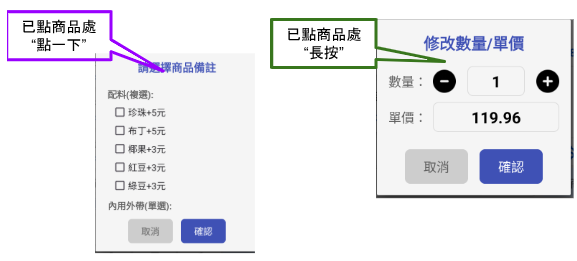 已點商品處
“點一下”
請選擇商品備註
配料(複選):
珍珠+5元
布丁+5元
椰果+3元
紅豆+3元
綠豆+3元
內用外帶(單選):
取消
確認
已點商品處
“長按”
修改數量/單價
數量：
1
單價：
119.96
取消
確認